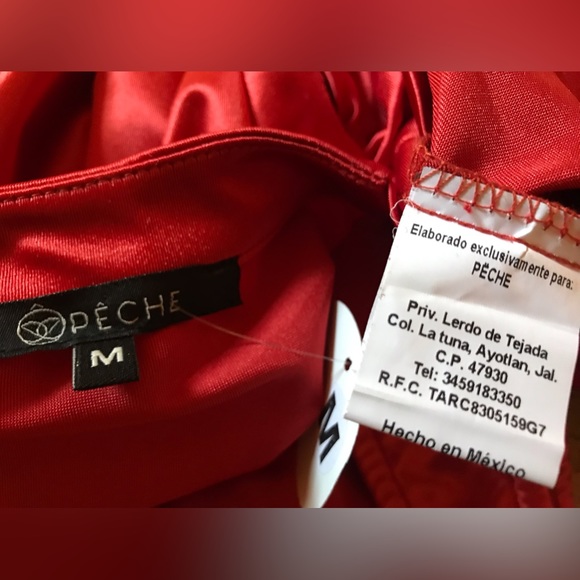 PÊCHE
M
M
Elaborado exclusivamente para:
PÊCHE
Priv. Lerdo de Tejada
Col. La tuna, Ayotlan, Jal.
C.P. 47930
Tel: 3459183350
R.F.C. TARC8305159G7
Hecho en México